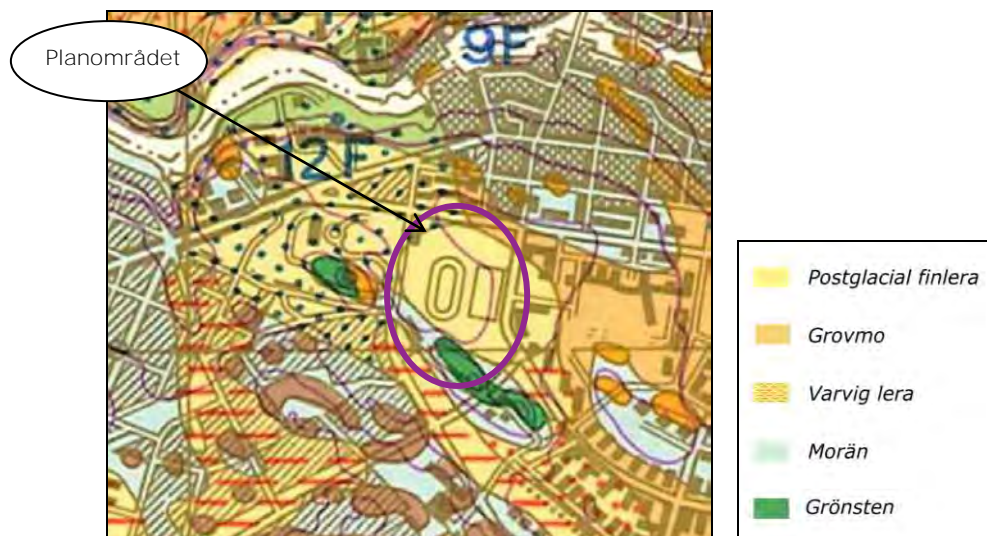 Planområdet
9F
12F
Postglacial finlera
Grovmo
Varvig lera
Morän
Grönsten